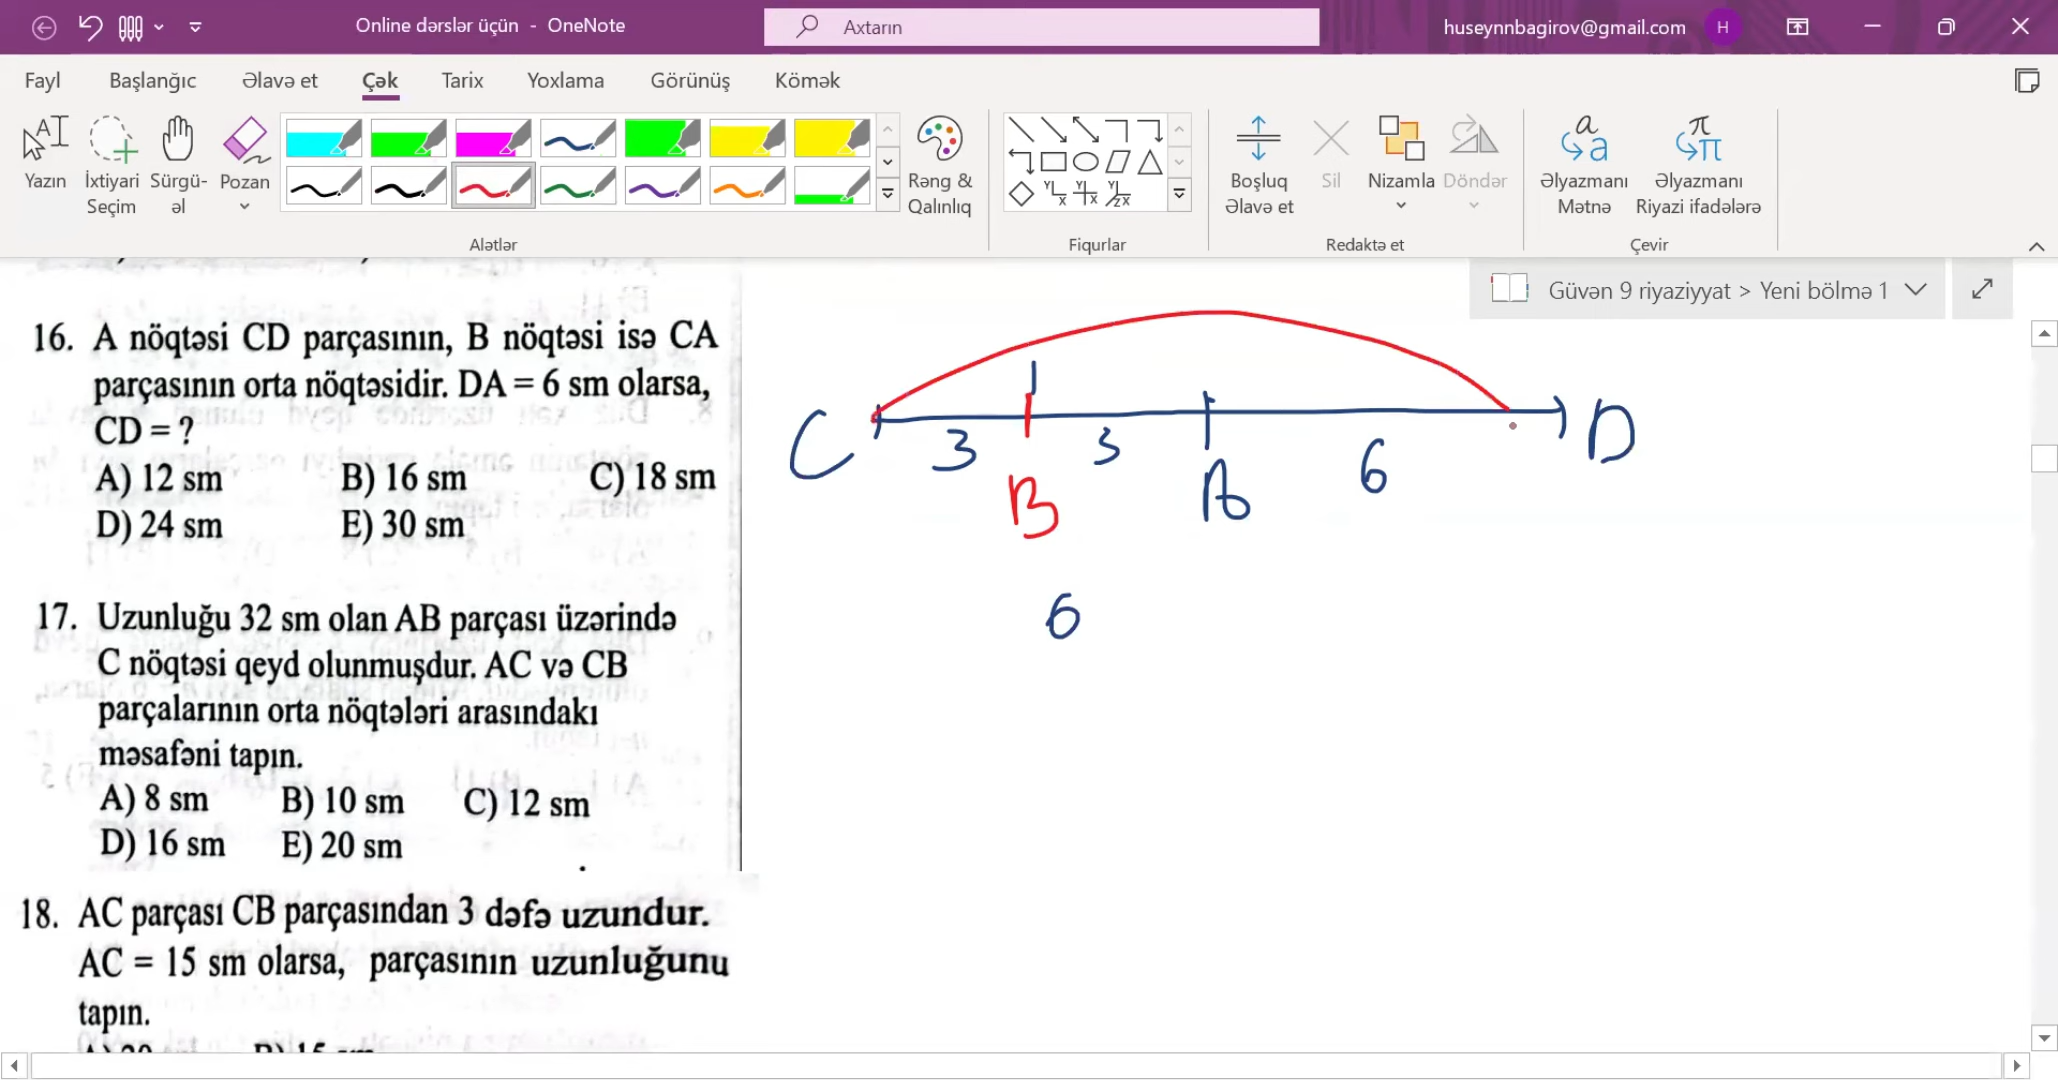 Online dərslər üçün - OneNote
Axtarın
huseynnbagirov@gmail.com
H
Fayl Başlanğıc Əlavə et Çək Tarix Yoxlama Görünüş Kömək
Yazın
İxtiyari Seçim
Sürgü-əl
Pozan
Rəng & Qalınlıq
Boşluq Əlavə et
Sil
Nizamla
Döndər
Əlyazmanı Mətnə
Əlyazmanı Riyazi ifadələrə
Alətlər
Fiqurlar
Redaktə et
Çevir
Güvən 9 riyaziyyat > Yeni bölmə 1
16. A nöqtəsi CD parçasının, B nöqtəsi isə CA
parçasının orta nöqtəsidir. DA = 6 sm olarsa,
CD = ?
A) 12 sm B) 16 sm C) 18 sm
D) 24 sm E) 30 sm
17. Uzunluğu 32 sm olan AB parçası üzərində
C nöqtəsi qeyd olunmuşdur. AC və CB
parçalarının orta nöqtələri arasındakı
məsafəni tapın.
A) 8 sm B) 10 sm C) 12 sm
D) 16 sm E) 20 sm
18. AC parçası CB parçasından 3 dəfə uzundur.
AC = 15 sm olarsa, parçasının uzunluğunu
tapın.
C 3 3 6 D
B A
6